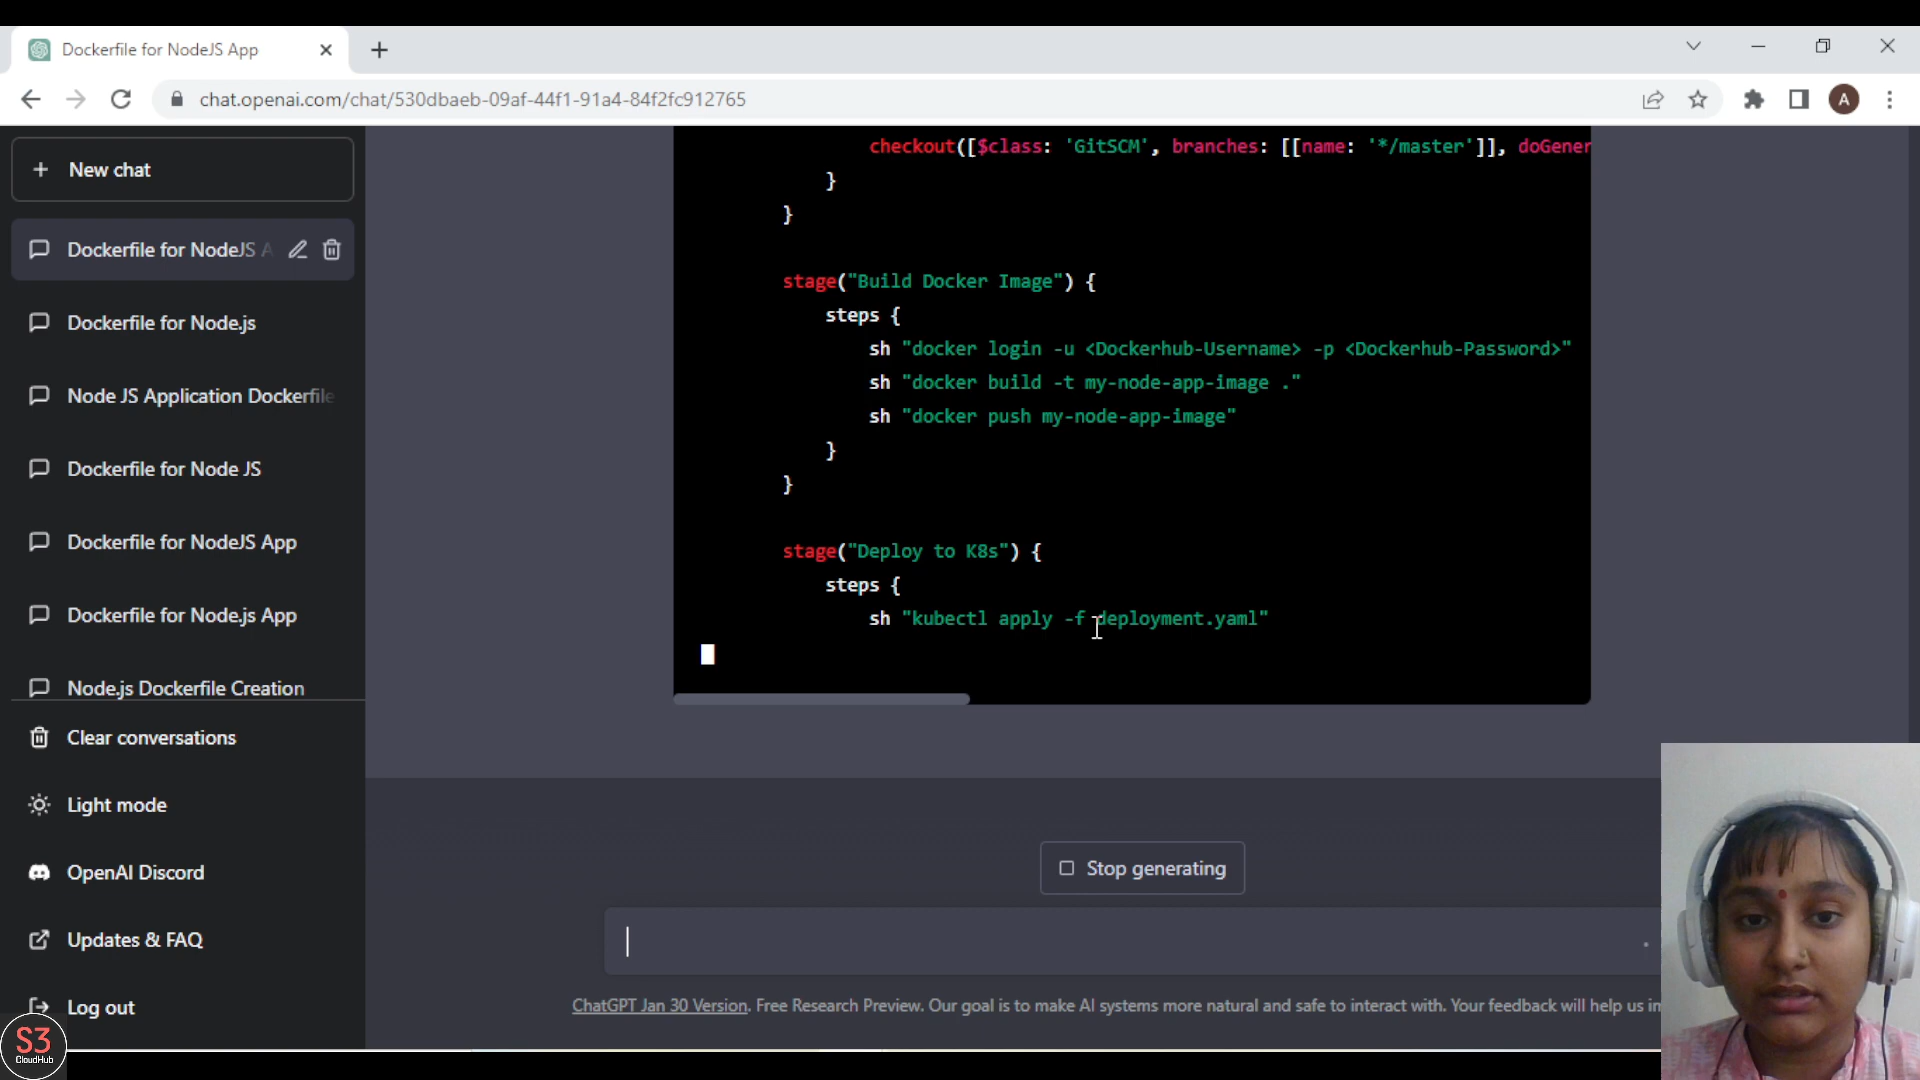 Dockerfile for NodeJS App
chat.openai.com/chat/530dbaeb-09af-44f1-91a4-84f2fc912765
A
New chat
Dockerfile for NodeJS A
Dockerfile for Node.js
Node JS Application Dockerfile
Dockerfile for Node JS
Dockerfile for NodeJS App
Dockerfile for Node.js App
Node.js Dockerfile Creation
Clear conversations
Light mode
OpenAI Discord
Updates & FAQ
Log out
S3
CloudHub
checkout([$class: 'GitSCM', branches: [[name: '*/master']], doGener
}
}
stage("Build Docker Image") {
steps {
sh "docker login -u <Dockerhub-Username> -p <Dockerhub-Password>"
sh "docker build -t my-node-app-image ."
sh "docker push my-node-app-image"
}
}
stage("Deploy to K8s") {
steps {
sh "kubectl apply -f deployment.yaml"
Stop generating
ChatGPT Jan 30 Version. Free Research Preview. Our goal is to make AI systems more natural and safe to interact with. Your feedback will help us im